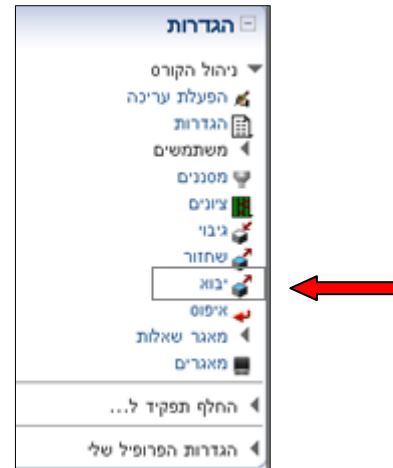 הגדרות
ניהול הקורס
הפעלת עריכה
הגדרות
משתמשים
מסננים
ציונים
גיבוי
שחזור
יבוא
איפוס
מאגר שאלות
מאגרים
החלף תפקיד ל...
הגדרות הפרופיל שלי